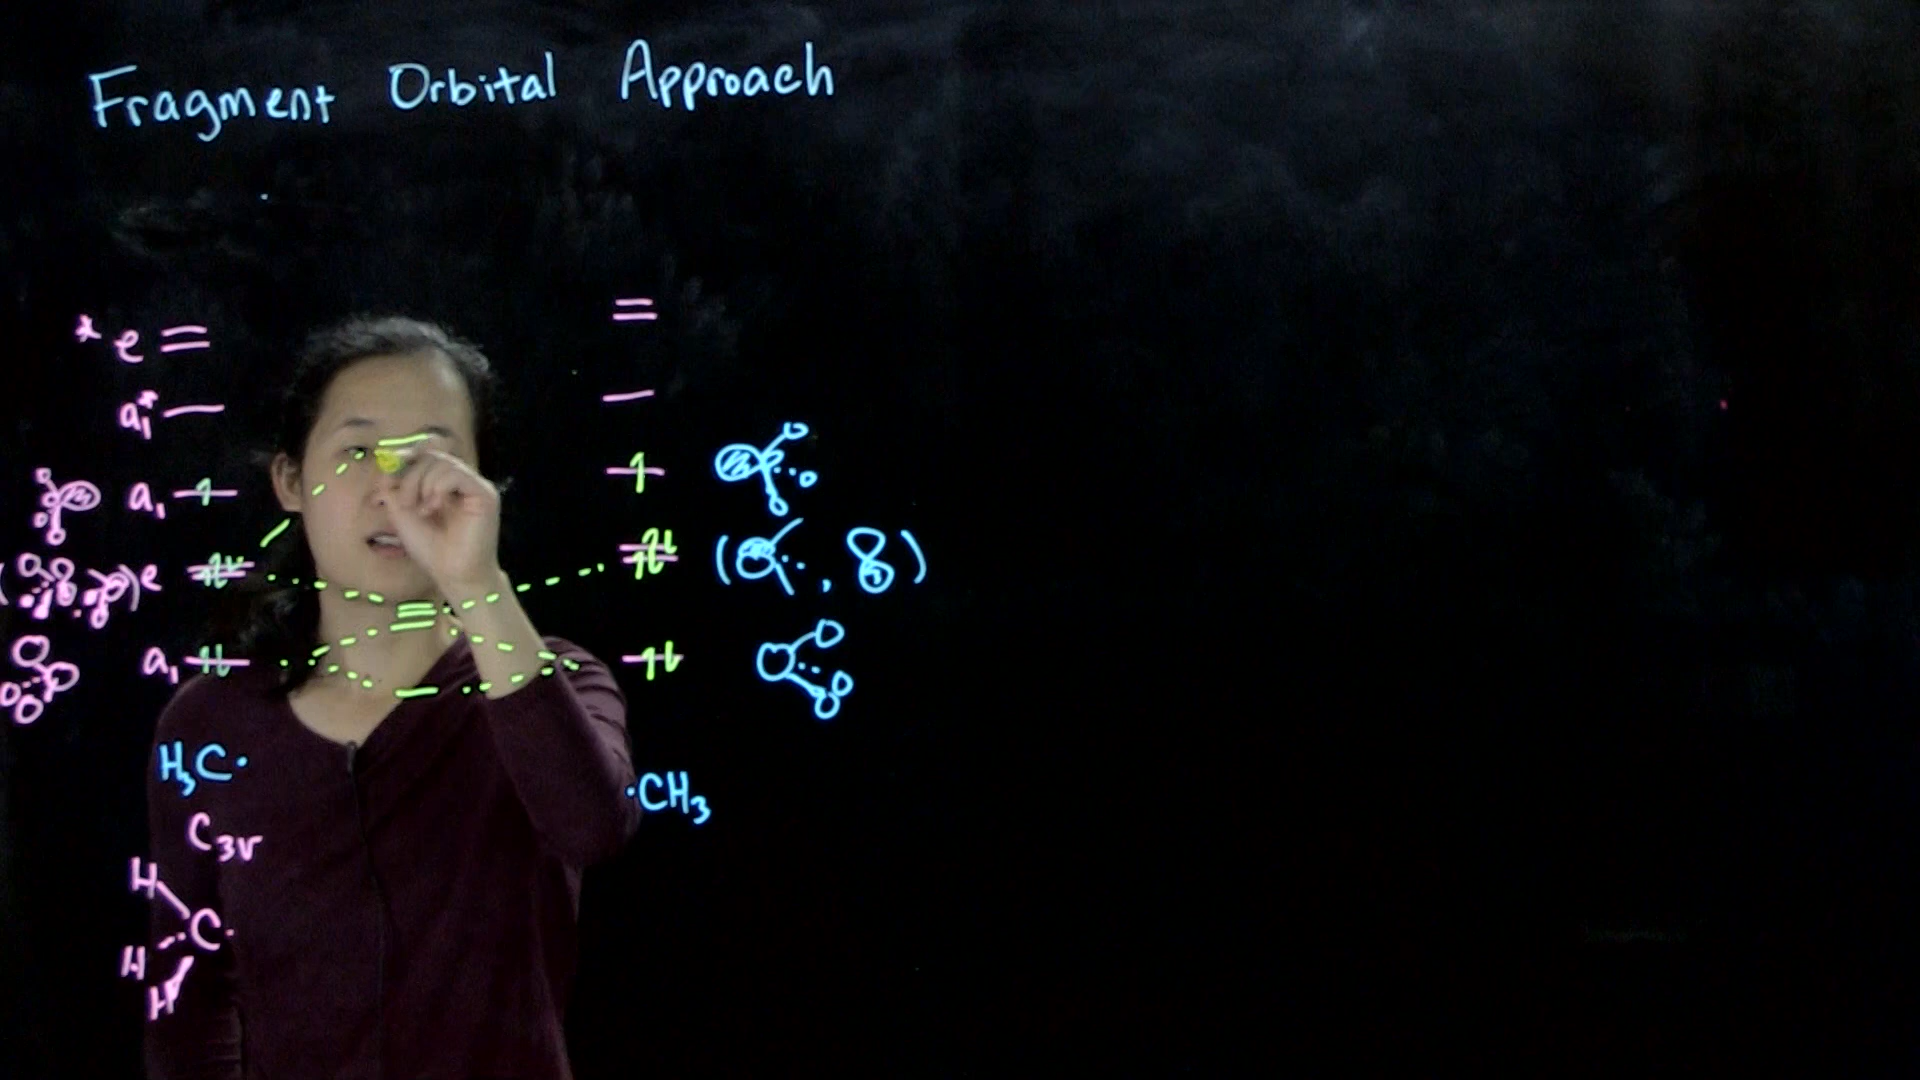 Fragment Orbital Approach
* e
a₁*
a₁
e
a₁
( , )
H₃C·
·CH₃
C₃ᵥ
H
C·
H
H